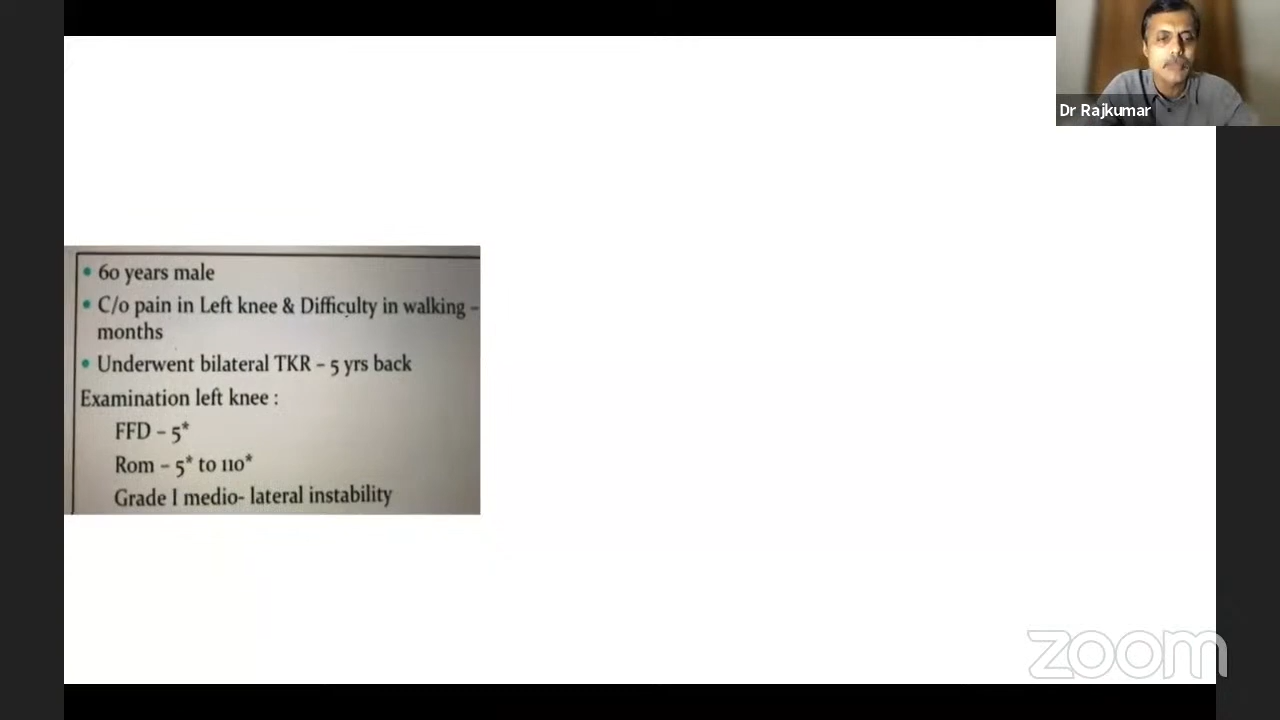 Dr Rajkumar
• 60 years male
• C/o pain in Left knee & Difficulty in walking –
months
• Underwent bilateral TKR – 5 yrs back
Examination left knee :
FFD – 5*
Rom – 5* to 110*
Grade I medio- lateral instability
zoom